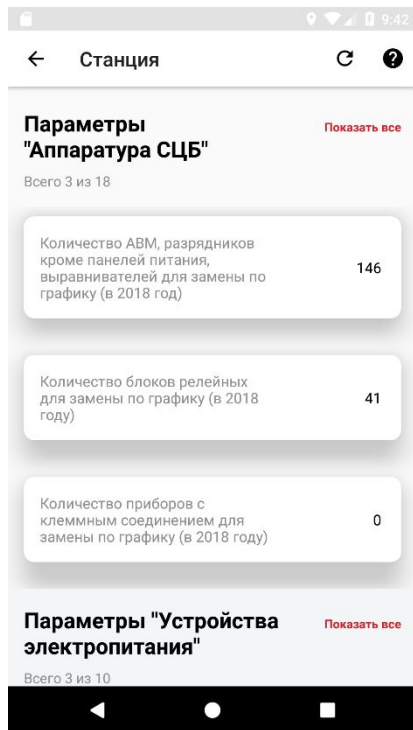 9:42
Станция
Параметры
"Аппаратура СЦБ"
Показать все
Всего 3 из 18
Количество АВМ, разрядников
кроме панелей питания,
выравнивателей для замены по
графику (в 2018 год)
146
Количество блоков релейных
для замены по графику (в 2018
году)
41
Количество приборов с
клеммным соединением для
замены по графику (в 2018 году)
0
Параметры "Устройства
электропитания"
Показать все
Всего 3 из 10